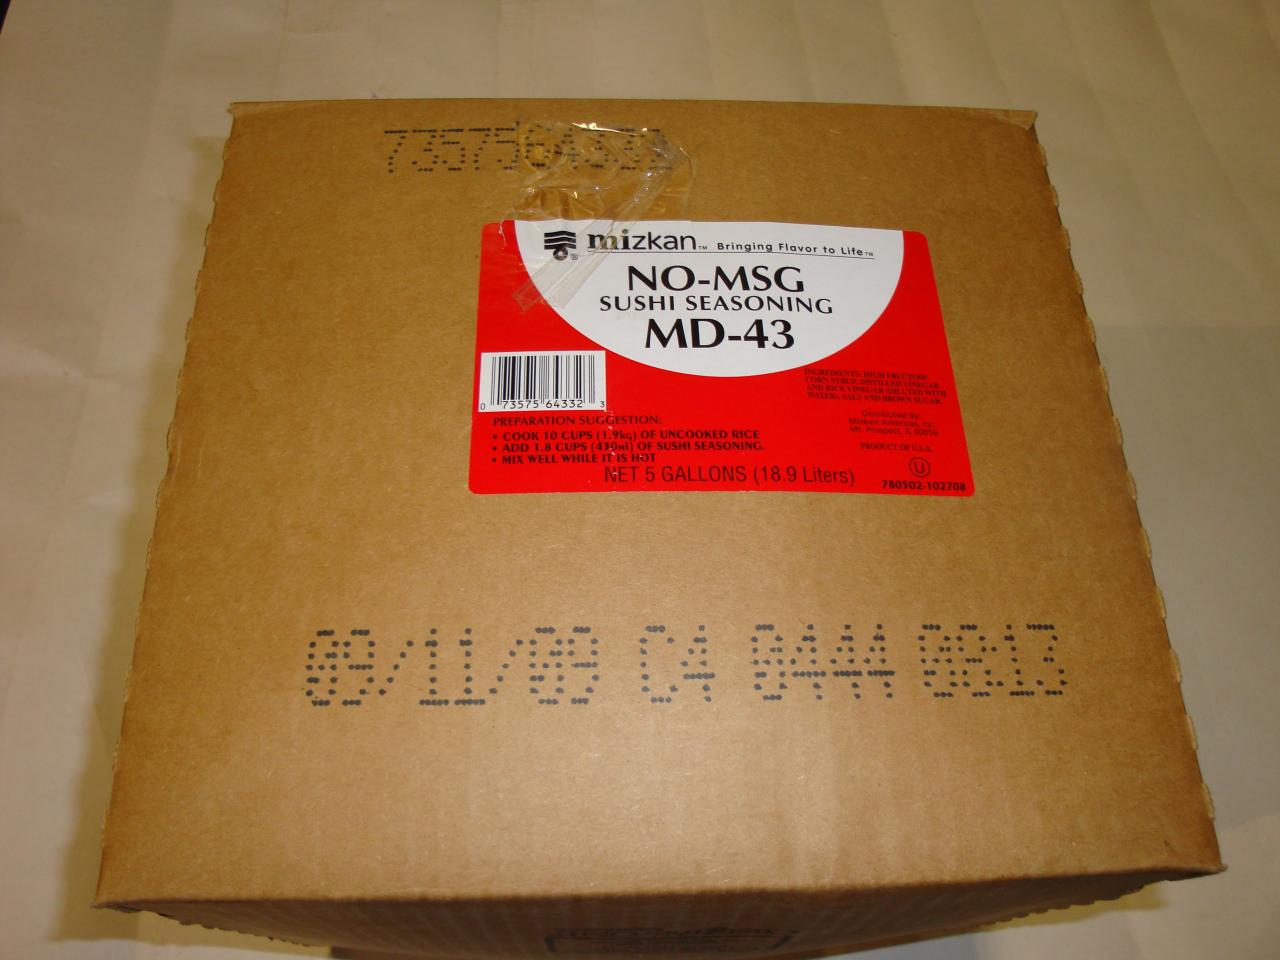 mizkan™ Bringing Flavor to Life™
®
NO-MSG
SUSHI SEASONING
MD-43
0 73575 64332 3
INGREDIENTS: HIGH FRUCTOSE
CORN SYRUP, DISTILLED VINEGAR
AND RICE VINEGAR (DILUTED WITH
WATER), SALT AND BROWN SUGAR.
Distributed By:
Mizkan Americas, Inc.
Mt. Prospect, IL 60056
PRODUCT OF U.S.A.
U
780502-102708
PREPARATION SUGGESTION:
• COOK 10 CUPS (1.9kg) OF UNCOOKED RICE
• ADD 1.8 CUPS (430ml) OF SUSHI SEASONING.
• MIX WELL WHILE IT IS HOT
NET 5 GALLONS (18.9 Liters)
09/11/09 C4 0444 0213